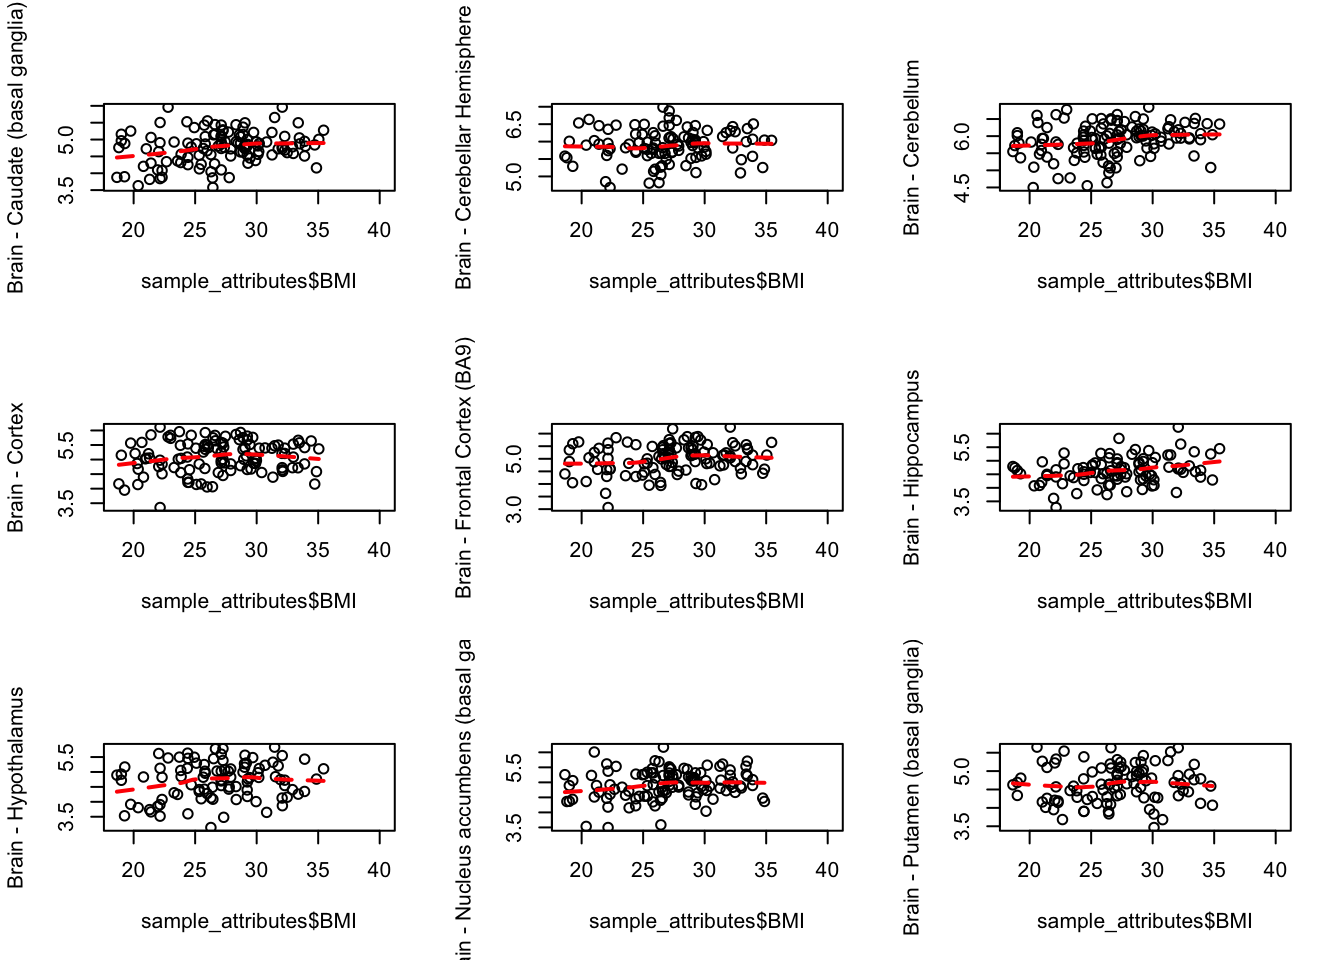 Brain - Caudate (basal ganglia)
3.5 5.0
20 25 30 35 40
sample_attributes$BMI
Brain - Cerebellar Hemisphere
5.0 6.5
20 25 30 35 40
sample_attributes$BMI
Brain - Cerebellum
4.5 6.0
20 25 30 35 40
sample_attributes$BMI
Brain - Cortex
3.5 5.5
20 25 30 35 40
sample_attributes$BMI
Brain - Frontal Cortex (BA9)
3.0 5.0
20 25 30 35 40
sample_attributes$BMI
Brain - Hippocampus
3.5 5.5
20 25 30 35 40
sample_attributes$BMI
Brain - Hypothalamus
3.5 5.5
20 25 30 35 40
sample_attributes$BMI
ain - Nucleus accumbens (basal ga
3.5 5.5
20 25 30 35 40
sample_attributes$BMI
Brain - Putamen (basal ganglia)
3.5 5.0
20 25 30 35 40
sample_attributes$BMI